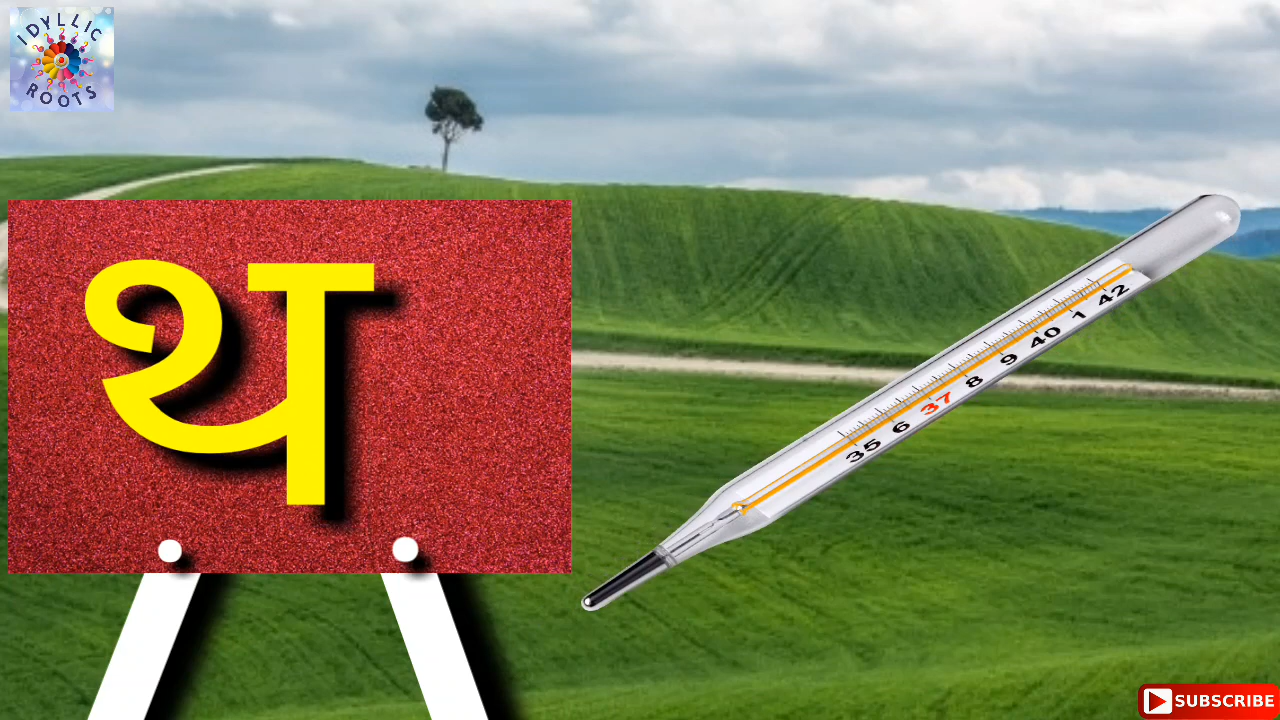 IDYLLIC
ROOTS
थ
35 6 37 8 9 40 1 42
SUBSCRIBE